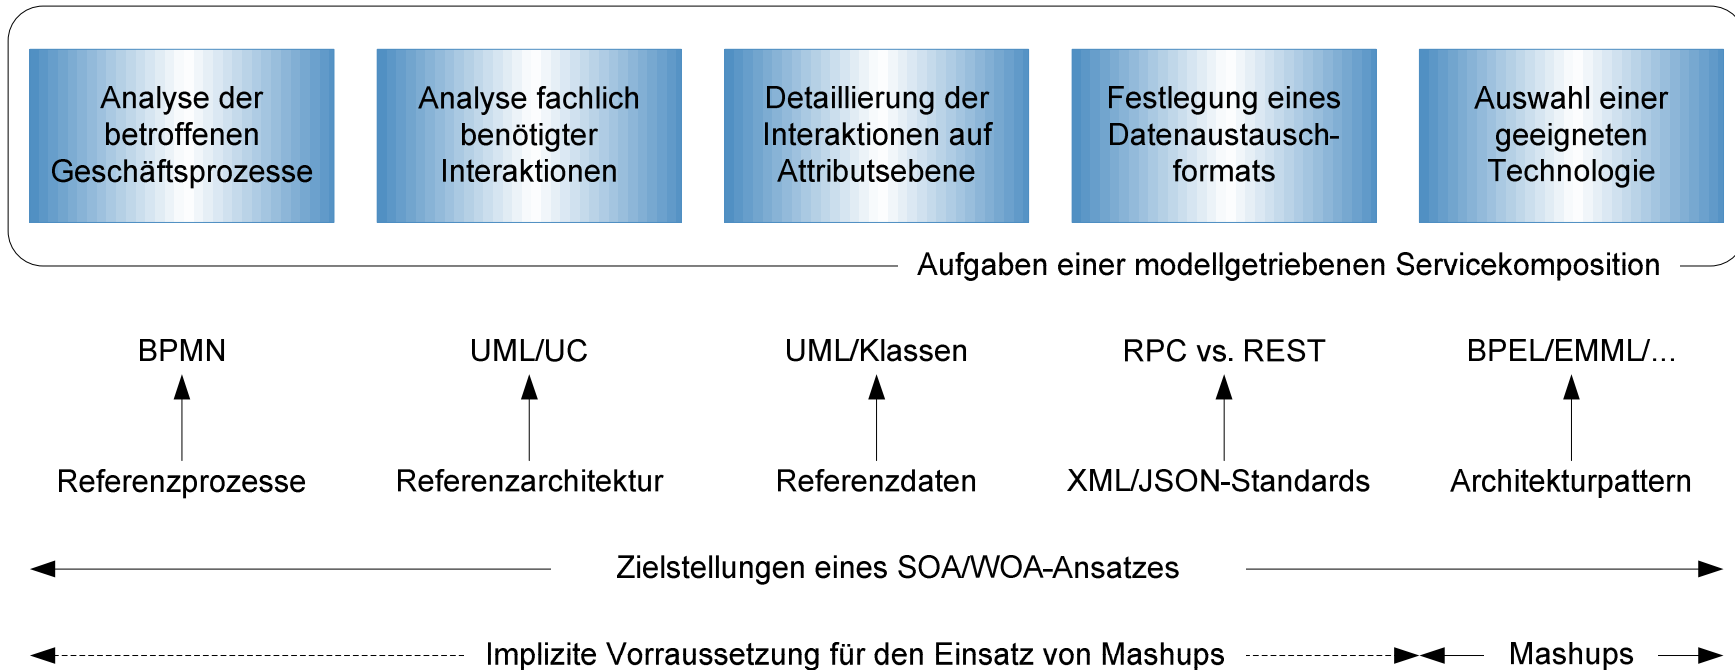 Analyse der
betroffenen
Geschäftsprozesse
Analyse fachlich
benötigter
Interaktionen
Detaillierung der
Interaktionen auf
Attributsebene
Festlegung eines
Datenaustausch-
formats
Auswahl einer
geeigneten
Technologie
Aufgaben einer modellgetriebenen Servicekomposition
BPMN
UML/UC
UML/Klassen
RPC vs. REST
BPEL/EMML/...
Referenzprozesse
Referenzarchitektur
Referenzdaten
XML/JSON-Standards
Architekturpattern
Zielstellungen eines SOA/WOA-Ansatzes
Implizite Vorraussetzung für den Einsatz von Mashups
Mashups